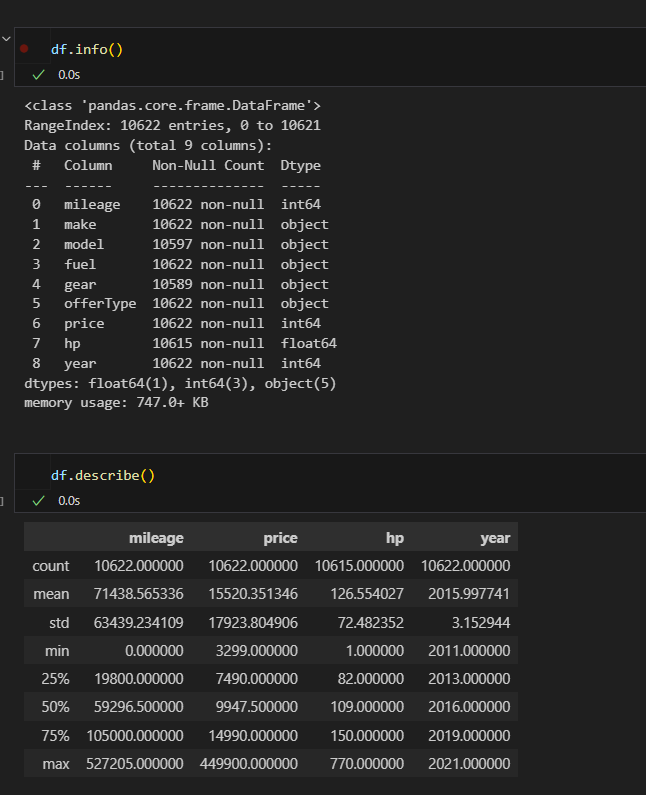 df.info()
0.0s
<class 'pandas.core.frame.DataFrame'>
RangeIndex: 10622 entries, 0 to 10621
Data columns (total 9 columns):
 #   Column     Non-Null Count  Dtype
---  ------     --------------  -----
 0   mileage    10622 non-null  int64
 1   make       10622 non-null  object
 2   model      10597 non-null  object
 3   fuel       10622 non-null  object
 4   gear       10589 non-null  object
 5   offerType  10622 non-null  object
 6   price      10622 non-null  int64
 7   hp         10615 non-null  float64
 8   year       10622 non-null  int64
dtypes: float64(1), int64(3), object(5)
memory usage: 747.0+ KB
df.describe()
0.0s
mileage price hp year
count 10622.000000 10622.000000 10615.000000 10622.000000
mean 71438.565336 15520.351346 126.554027 2015.997741
std 63439.234109 17923.804906 72.482352 3.152944
min 0.000000 3299.000000 1.000000 2011.000000
25% 19800.000000 7490.000000 82.000000 2013.000000
50% 59296.500000 9947.500000 109.000000 2016.000000
75% 105000.000000 14990.000000 150.000000 2019.000000
max 527205.000000 449900.000000 770.000000 2021.000000